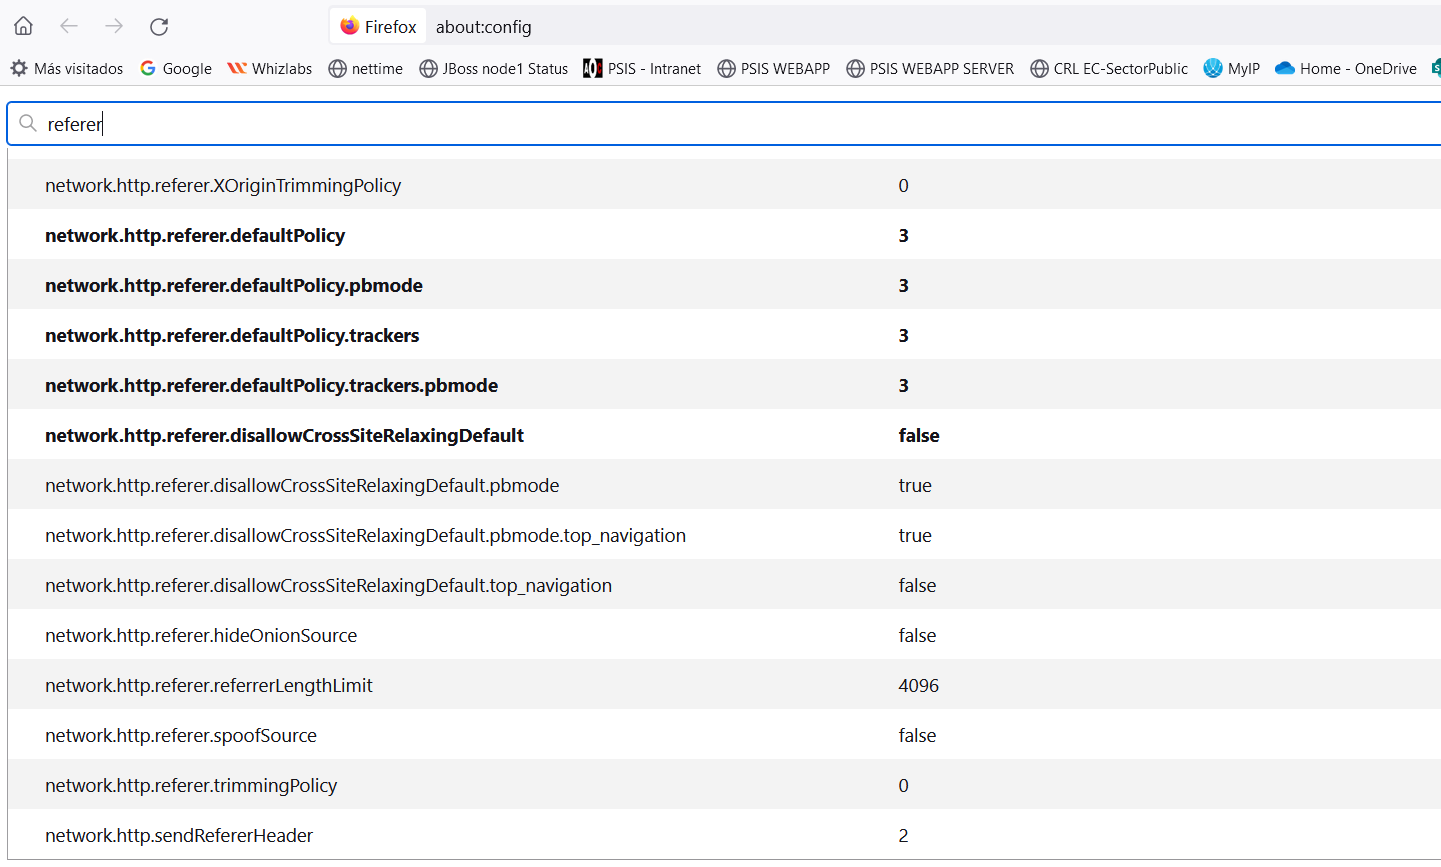 Firefox about:config
Más visitados Google Whizlabs nettime JBoss node1 Status PSIS - Intranet PSIS WEBAPP PSIS WEBAPP SERVER CRL EC-SectorPublic MyIP Home - OneDrive
referer
network.http.referer.XOriginTrimmingPolicy 0
network.http.referer.defaultPolicy 3
network.http.referer.defaultPolicy.pbmode 3
network.http.referer.defaultPolicy.trackers 3
network.http.referer.defaultPolicy.trackers.pbmode 3
network.http.referer.disallowCrossSiteRelaxingDefault false
network.http.referer.disallowCrossSiteRelaxingDefault.pbmode true
network.http.referer.disallowCrossSiteRelaxingDefault.pbmode.top_navigation true
network.http.referer.disallowCrossSiteRelaxingDefault.top_navigation false
network.http.referer.hideOnionSource false
network.http.referer.referrerLengthLimit 4096
network.http.referer.spoofSource false
network.http.referer.trimmingPolicy 0
network.http.sendRefererHeader 2